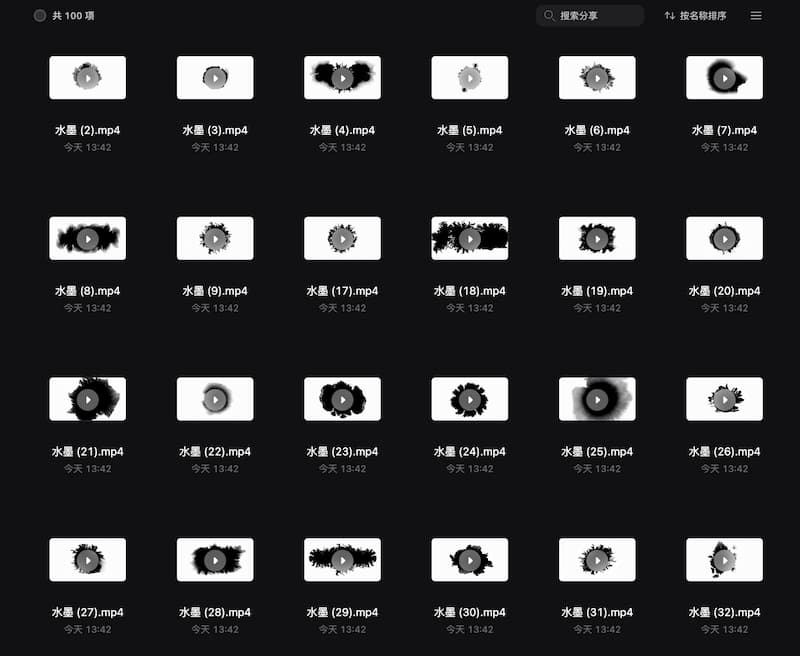 共 100 项
搜索分享
按名称排序
水墨 (2).mp4
今天 13:42
水墨 (3).mp4
今天 13:42
水墨 (4).mp4
今天 13:42
水墨 (5).mp4
今天 13:42
水墨 (6).mp4
今天 13:42
水墨 (7).mp4
今天 13:42
水墨 (8).mp4
今天 13:42
水墨 (9).mp4
今天 13:42
水墨 (17).mp4
今天 13:42
水墨 (18).mp4
今天 13:42
水墨 (19).mp4
今天 13:42
水墨 (20).mp4
今天 13:42
水墨 (21).mp4
今天 13:42
水墨 (22).mp4
今天 13:42
水墨 (23).mp4
今天 13:42
水墨 (24).mp4
今天 13:42
水墨 (25).mp4
今天 13:42
水墨 (26).mp4
今天 13:42
水墨 (27).mp4
今天 13:42
水墨 (28).mp4
今天 13:42
水墨 (29).mp4
今天 13:42
水墨 (30).mp4
今天 13:42
水墨 (31).mp4
今天 13:42
水墨 (32).mp4
今天 13:42